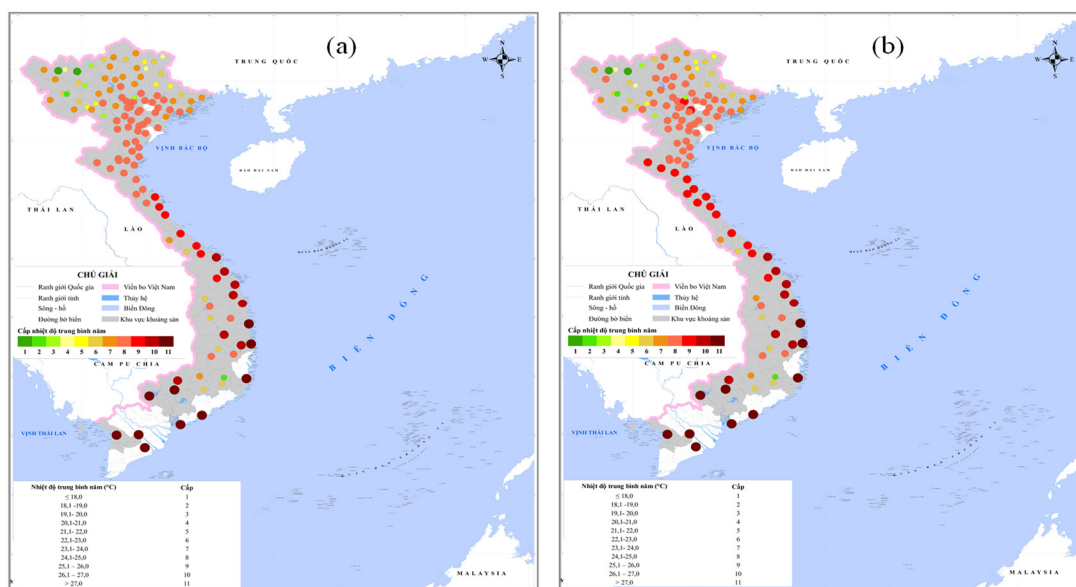 (a)
N
W E
S
TRUNG QUỐC
VỊNH BẮC BỘ
ĐẢO HẢI NAM
THÁI LAN
LÀO
CHÚ GIẢI
Ranh giới Quốc gia
Viền bo Việt Nam
Ranh giới tỉnh
Thủy hệ
Sông - hồ
Biển Đông
Đường bờ biển
Khu vực khoáng sản
Cấp nhiệt độ trung bình năm
1 2 3 4 5 6 7 8 9 10 11
CAM PU CHIA
BIỂN ĐÔNG
VỊNH THÁI LAN
Nhiệt độ trung bình năm (°C) Cấp
≤ 18,0 1
18,1 -19,0 2
19,1- 20,0 3
20,1-21,0 4
21,1- 22,0 5
22,1-23,0 6
23,1- 24,0 7
24,1-25,0 8
25,1 – 26,0 9
26,1 – 27,0 10
> 27,0 11
MALAYSIA
(b)
N
W E
S
TRUNG QUỐC
VỊNH BẮC BỘ
ĐẢO HẢI NAM
THÁI LAN
LÀO
CHÚ GIẢI
Ranh giới Quốc gia
Viền bo Việt Nam
Ranh giới tỉnh
Thủy hệ
Sông - hồ
Biển Đông
Đường bờ biển
Khu vực khoáng sản
Cấp nhiệt độ trung bình năm
1 2 3 4 5 6 7 8 9 10 11
CAM PU CHIA
BIỂN ĐÔNG
VỊNH THÁI LAN
Nhiệt độ trung bình năm (°C) Cấp
≤ 18,0 1
18,1 -19,0 2
19,1- 20,0 3
20,1-21,0 4
21,1- 22,0 5
22,1-23,0 6
23,1- 24,0 7
24,1-25,0 8
25,1 – 26,0 9
26,1 – 27,0 10
> 27,0 11
MALAYSIA